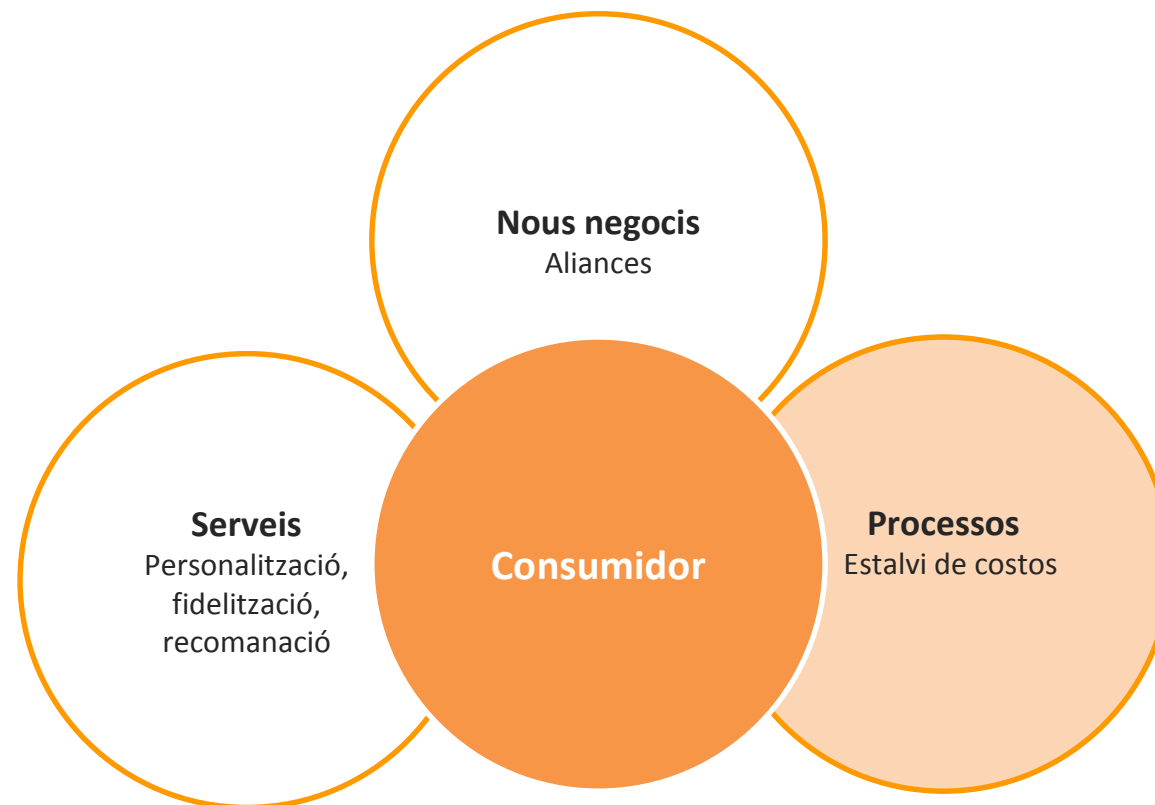 Nous negocis
Aliances
Serveis
Personalització,
fidelització,
recomanació
Consumidor
Processos
Estalvi de costos